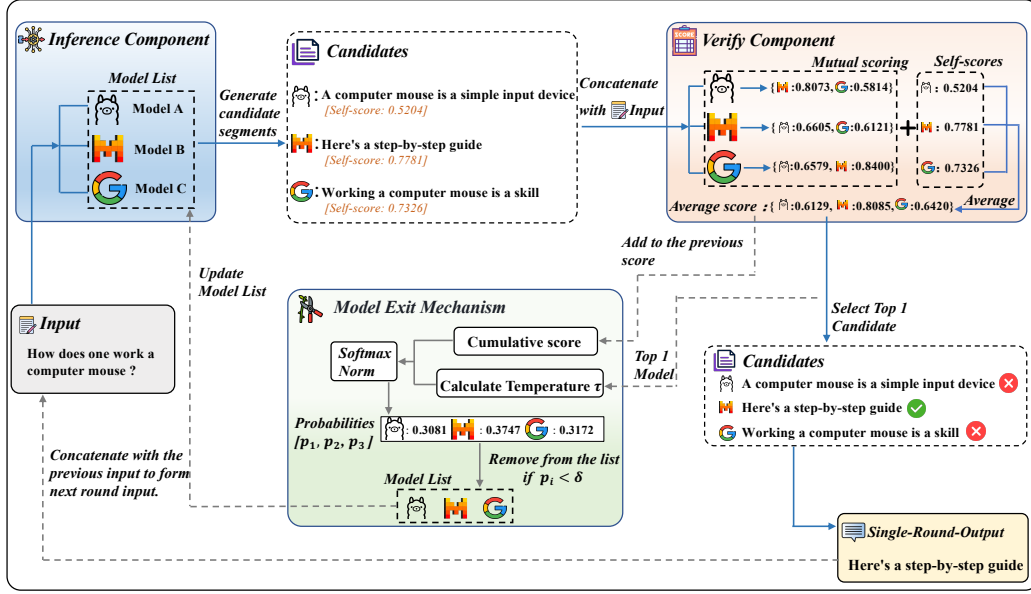 Inference Component
Model List
Model A
Model B
Model C
Generate
candidate
segments
Candidates
: A computer mouse is a simple input device
[Self-score: 0.5204]
: Here's a step-by-step guide
[Self-score: 0.7781]
: Working a computer mouse is a skill
[Self-score: 0.7326]
Concatenate
with Input
SCORE
Verify Component
Mutual scoring
Self-scores
{ :0.8073, :0.5814}
: 0.5204
{ :0.6605, :0.6121}
+
: 0.7781
{ :0.6579, :0.8400}
: 0.7326
Average score :{ :0.6129, :0.8085, :0.6420}
Average
Add to the previous
score
Update
Model List
Input
How does one work a
computer mouse ?
Model Exit Mechanism
Cumulative score
Softmax
Norm
Calculate Temperature τ
Top 1
Model
Probabilities
[p₁, p₂, p₃]
: 0.3081 : 0.3747 : 0.3172
Remove from the list
if pᵢ < δ
Model List
Select Top 1
Candidate
Candidates
A computer mouse is a simple input device
Here's a step-by-step guide
Working a computer mouse is a skill
Concatenate with the
previous input to form
next round input.
Single-Round-Output
Here's a step-by-step guide